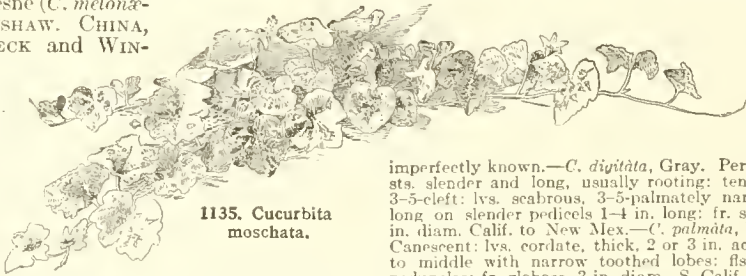 esne (C. melonæ-
SHAW. CHINA,
ECK and WIN-
1135. Cucurbita
moschata.
imperfectly known.—C. digitàta, Gray. Per
sts. slender and long, usually rooting: ten
3-5-cleft: lvs. scabrous, 3-5-palmately nar
long on slender pedicels 1-4 in. long: fr. s
in. diam. Calif. to New Mex.—C. palmàta,
Canescent: lvs. cordate, thick, 2 or 3 in. ac
to middle with narrow toothed lobes: fls
fr. globose, 3 in. diam. S. Calif